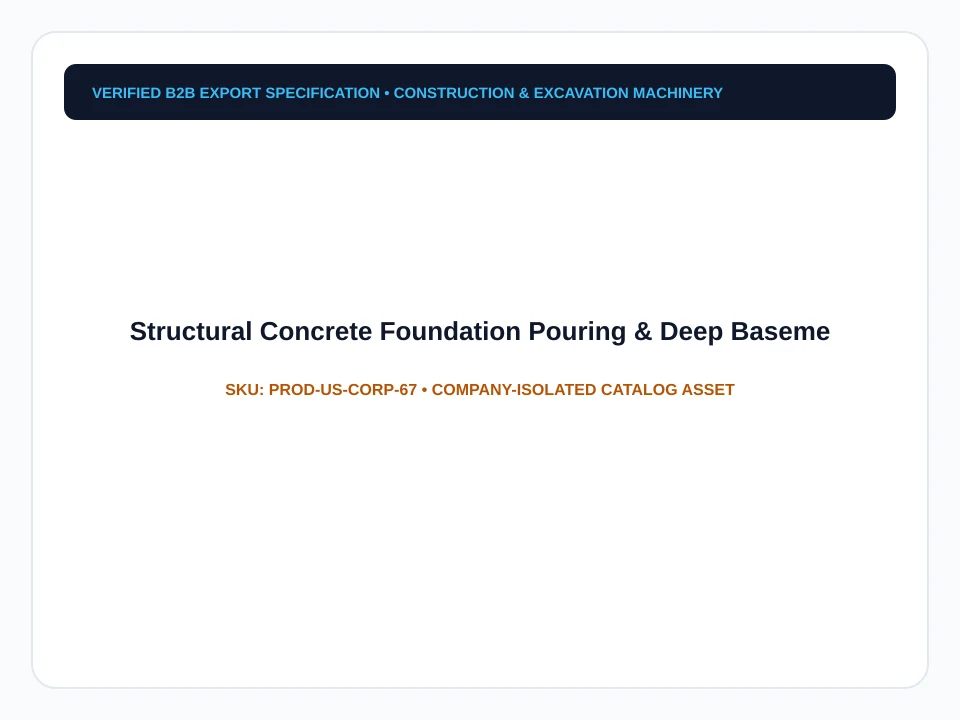 VERIFIED B2B EXPORT SPECIFICATION • CONSTRUCTION & EXCAVATION MACHINERY
Structural Concrete Foundation Pouring & Deep Baseme
SKU: PROD-US-CORP-67 • COMPANY-ISOLATED CATALOG ASSET